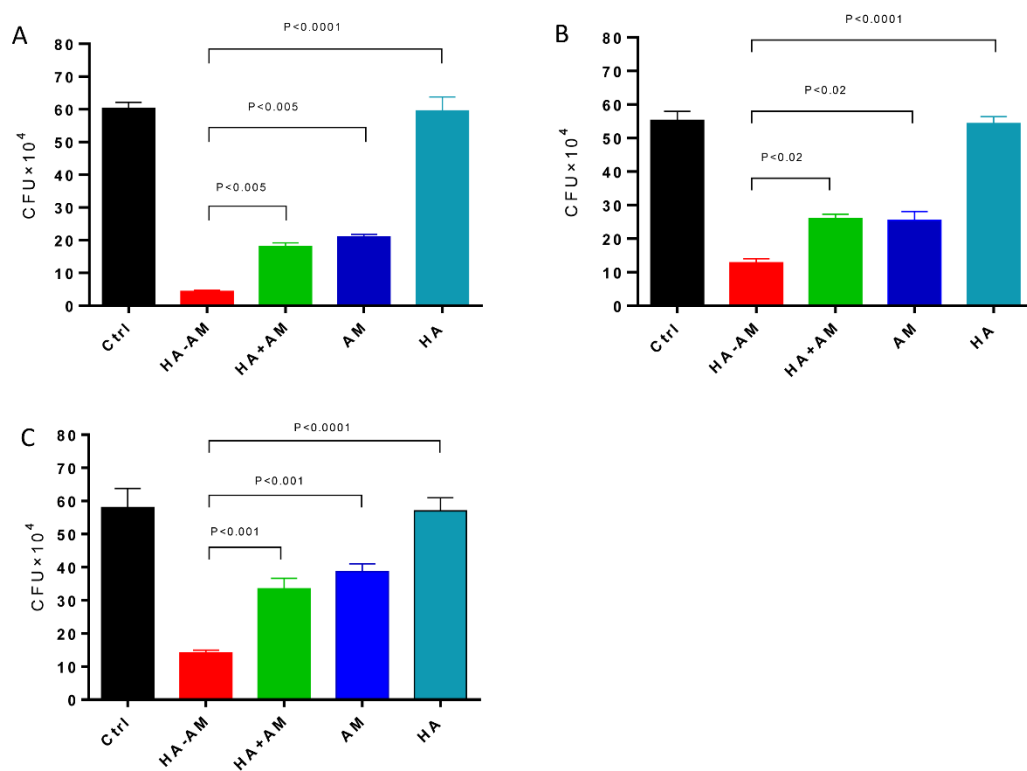 A
P<0.0001
P<0.005
P<0.005
CFU×10⁴
80
70
60
50
40
30
20
10
0
Ctrl
HA-AM
HA+AM
AM
HA
B
P<0.0001
P<0.02
P<0.02
CFU×10⁴
80
70
60
50
40
30
20
10
0
Ctrl
HA-AM
HA+AM
AM
HA
C
P<0.0001
P<0.001
P<0.001
CFU×10⁴
80
70
60
50
40
30
20
10
0
Ctrl
HA-AM
HA+AM
AM
HA